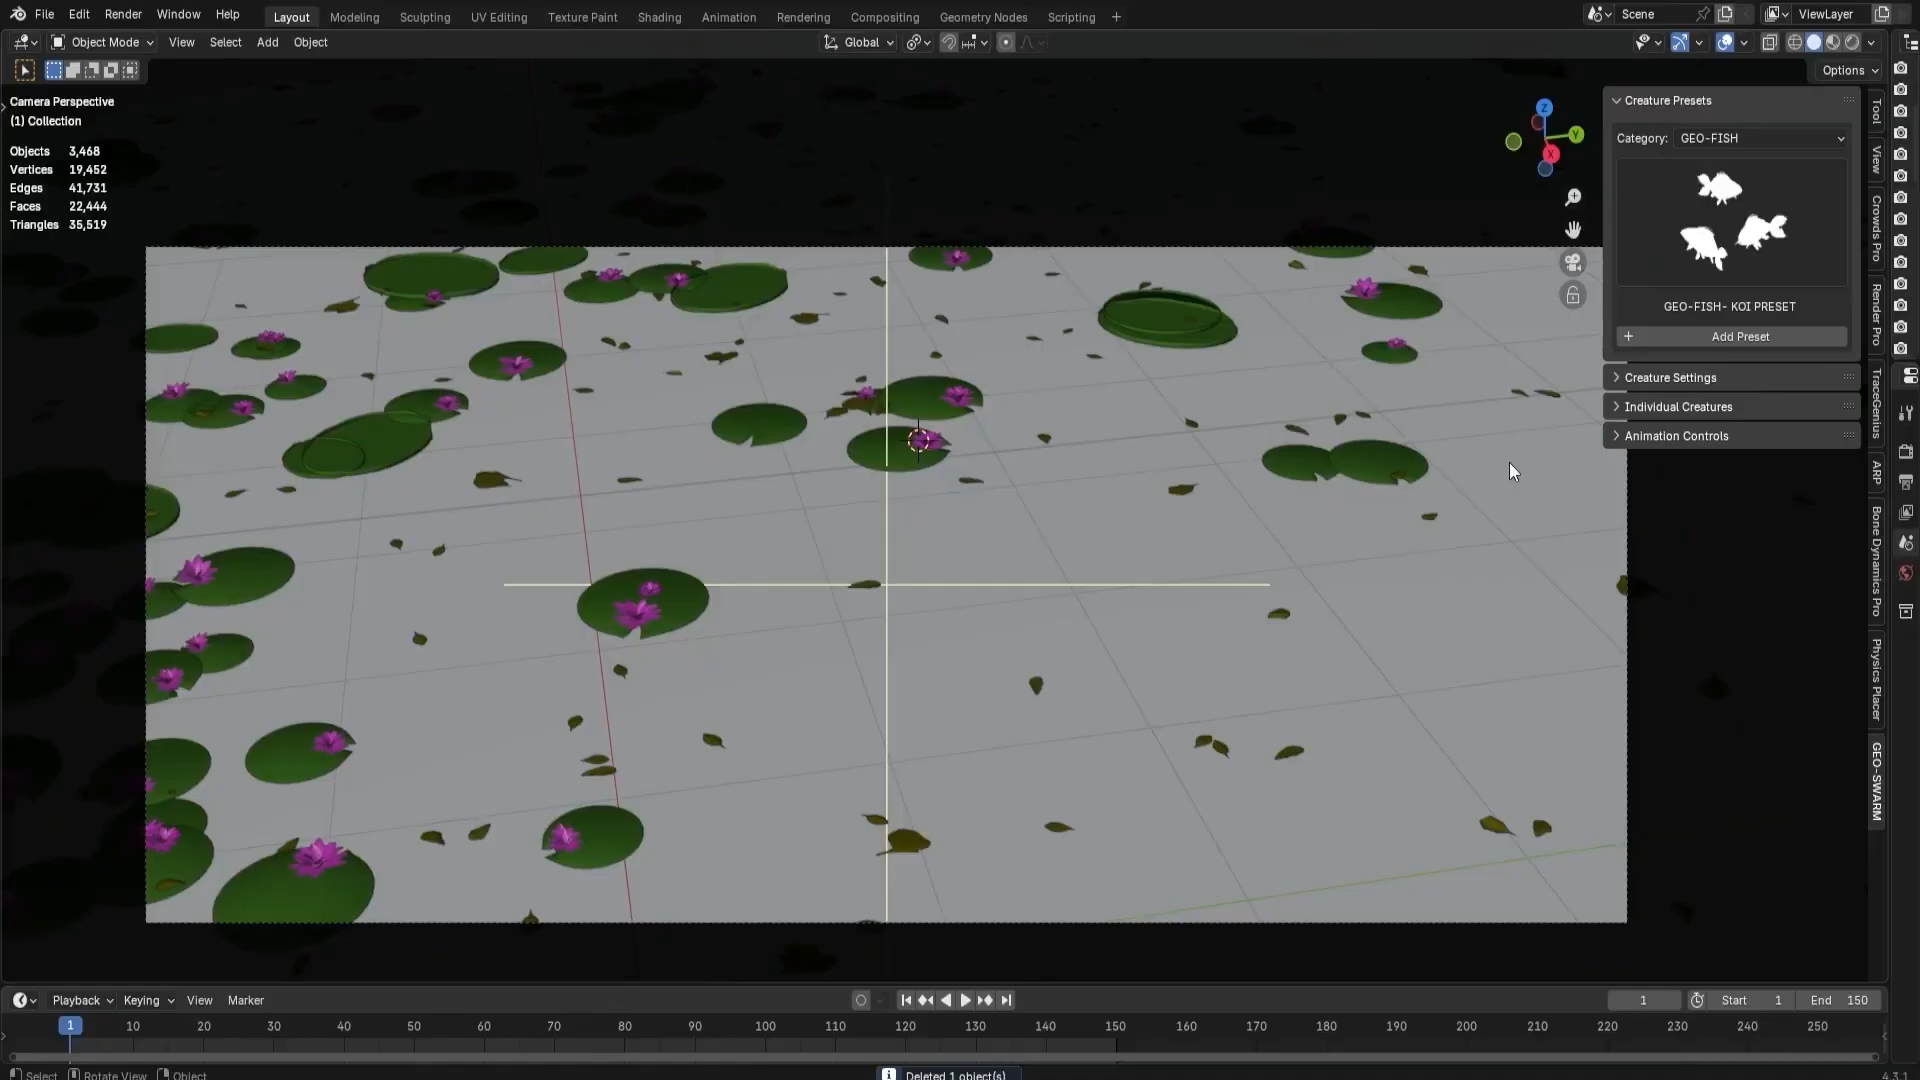 File Edit Render Window Help Layout Modeling Sculpting UV Editing Texture Paint Shading Animation Rendering Compositing Geometry Nodes Scripting + Scene ViewLayer
Object Mode View Select Add Object Global
Options
Camera Perspective
(1) Collection
Objects 3,468
Vertices 19,452
Edges 41,731
Faces 22,444
Triangles 35,519
Z
Y
X
Creature Presets
Category: GEO-FISH
GEO-FISH- KOI PRESET
+ Add Preset
Creature Settings
Individual Creatures
Animation Controls
Tool
View
Crowds Pro
Render Pro
TraceGenius
ARP
Bone Dynamics Pro
Physics Placer
GEO-SWARM
Playback Keying View Marker 1 Start 1 End 150
1 10 20 30 40 50 60 70 80 90 100 110 120 130 140 150 160 170 180 190 200 210 220 230 240 250
Select Rotate View Object Deleted 1 object(s) 4.3.1